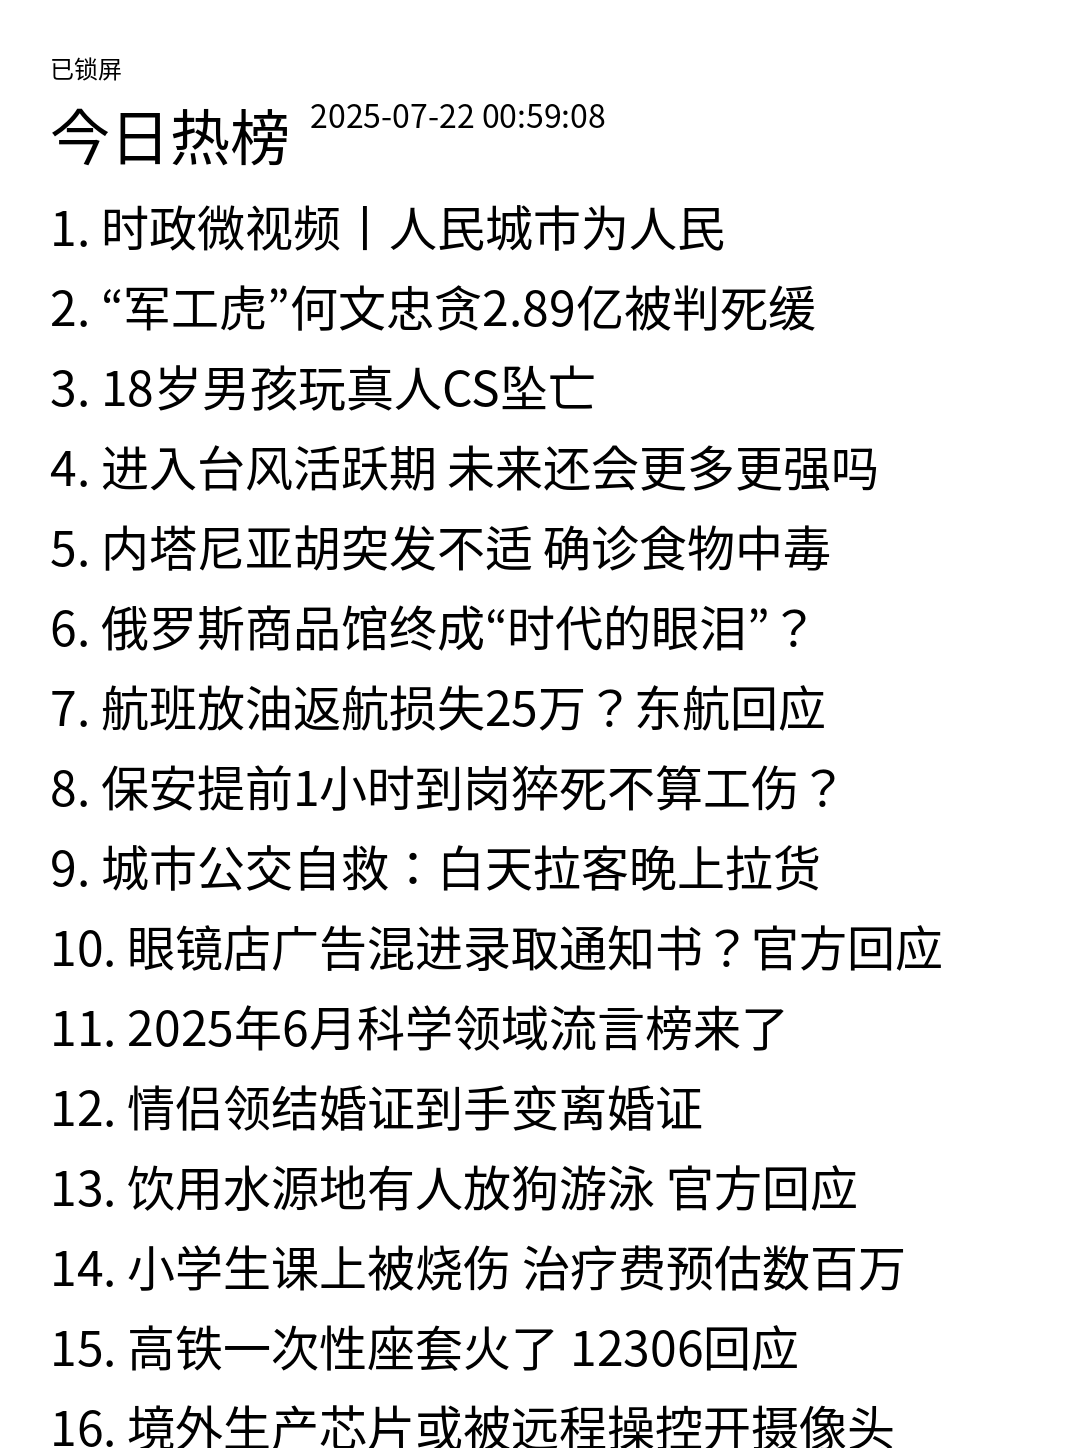 已锁屏
今日热榜 2025-07-22 00:59:08
1. 时政微视频丨人民城市为人民
2. “军工虎”何文忠贪2.89亿被判死缓
3. 18岁男孩玩真人CS坠亡
4. 进入台风活跃期 未来还会更多更强吗
5. 内塔尼亚胡突发不适 确诊食物中毒
6. 俄罗斯商品馆终成“时代的眼泪”？
7. 航班放油返航损失25万？东航回应
8. 保安提前1小时到岗猝死不算工伤？
9. 城市公交自救：白天拉客晚上拉货
10. 眼镜店广告混进录取通知书？官方回应
11. 2025年6月科学领域流言榜来了
12. 情侣领结婚证到手变离婚证
13. 饮用水源地有人放狗游泳 官方回应
14. 小学生课上被烧伤 治疗费预估数百万
15. 高铁一次性座套火了 12306回应
16. 境外生产芯片或被远程操控开摄像头